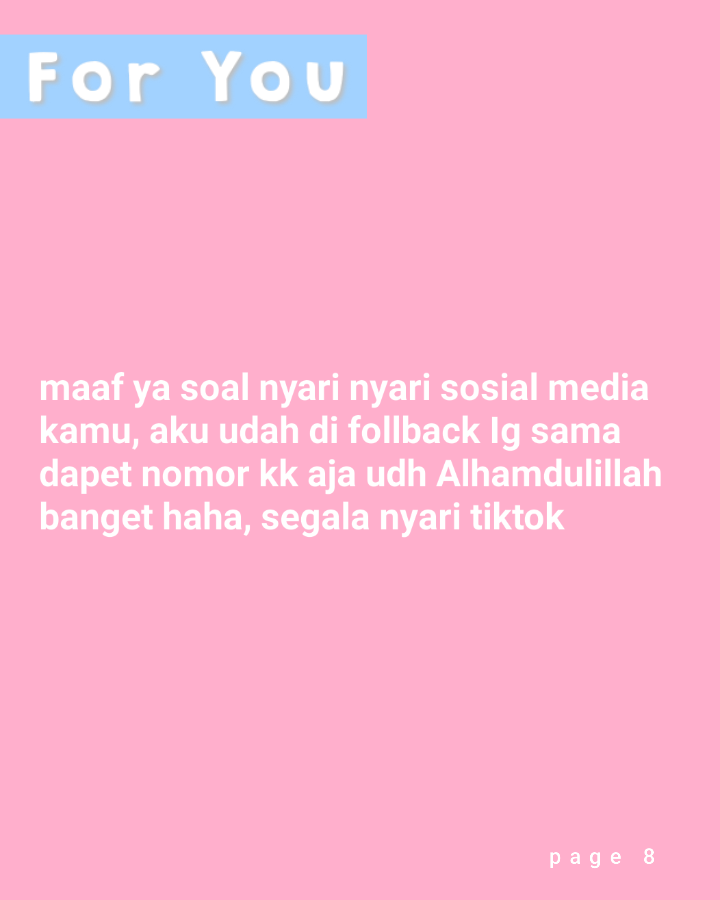 For You
maaf ya soal nyari nyari sosial media
kamu, aku udah di follback Ig sama
dapet nomor kk aja udh Alhamdulillah
banget haha, segala nyari tiktok
page 8